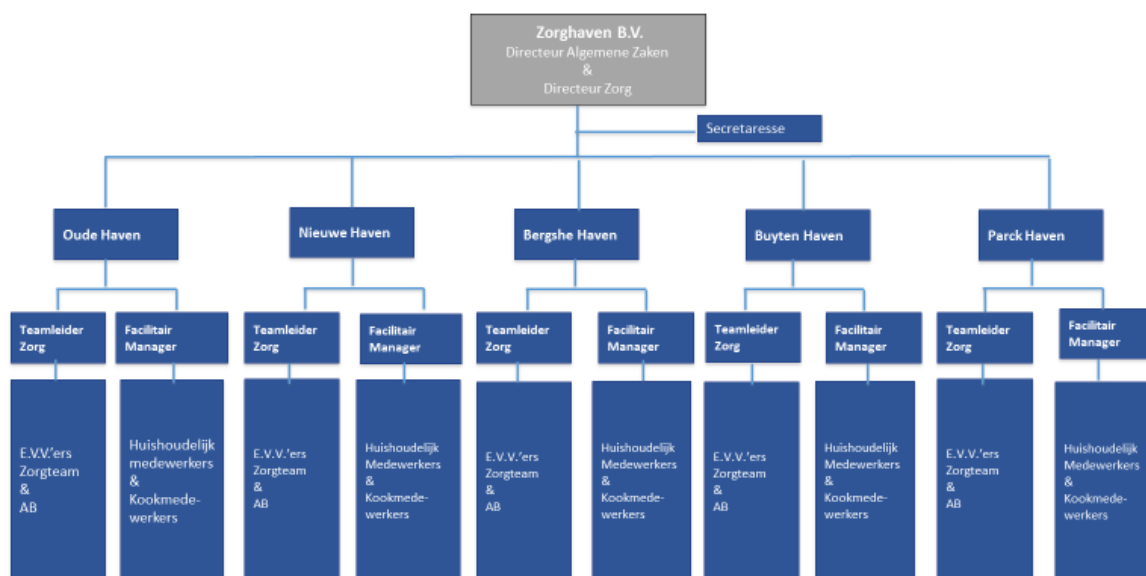 Zorghaven B.V.
Directeur Algemene Zaken
&
Directeur Zorg
Secretaresse
Oude Haven
Nieuwe Haven
Bergshe Haven
Buyten Haven
Parck Haven
Teamleider
Zorg
Facilitair
Manager
Teamleider
Zorg
Facilitair
Manager
Teamleider
Zorg
Facilitair
Manager
Teamleider
Zorg
Facilitair
Manager
Teamleider
Zorg
Facilitair
Manager
E.V.V.'ers
Zorgteam
&
AB
Huishoudelijk
medewerkers
&
Kookmede-
werkers
E.V.V.'ers
Zorgteam
&
AB
Huishoudelijk
Medewerkers
&
Kookmede-
werkers
E.V.V.'ers
Zorgteam
&
AB
Huishoudelijk
Medewerkers
&
Kookmede-
werkers
E.V.V.'ers
Zorgteam
&
AB
Huishoudelijk
Medewerkers
&
Kookmede-
werkers
E.V.V.'ers
Zorgteam
&
AB
Huishoudelijk
Medewerkers
&
Kookmede-
werkers